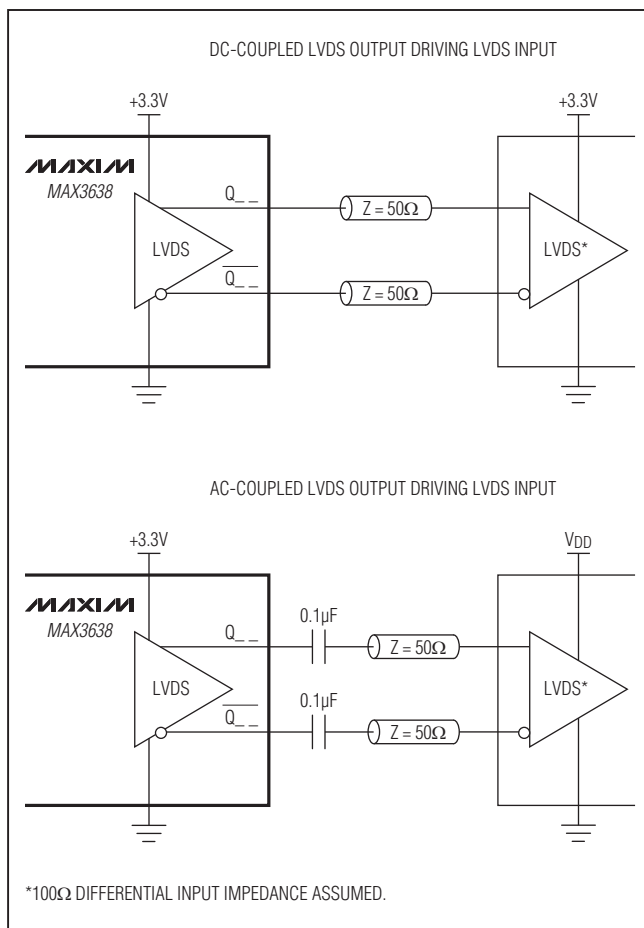 DC-COUPLED LVDS OUTPUT DRIVING LVDS INPUT
+3.3V
+3.3V
MAXIM
MAX3638
Q_ _
Z = 50Ω
LVDS
LVDS*
Q_ _
Z = 50Ω
AC-COUPLED LVDS OUTPUT DRIVING LVDS INPUT
+3.3V
VDD
MAXIM
MAX3638
0.1µF
Q_ _
Z = 50Ω
LVDS
LVDS*
0.1µF
Q_ _
Z = 50Ω
*100Ω DIFFERENTIAL INPUT IMPEDANCE ASSUMED.